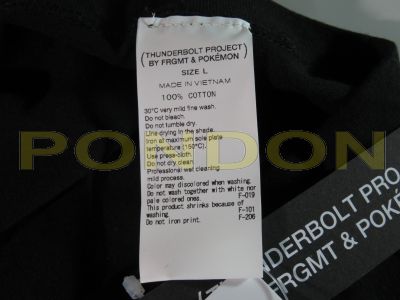 THUNDERBOLT PROJECT
BY FRGMT & POKÉMON
SIZE L
MADE IN VIETNAM
100% COTTON
30°C very mild fine wash.
Do not bleach.
Do not tumble dry.
Line drying in the shade.
Iron at maximum sole plate
temperature (150°C).
Use press-cloth.
Do not dry clean
Professional wet cleaning
mild process.
Color may discolored when washing.
Do not wash together with white nor
pale colored ones. F-019
This product shrinks because of
washing. F-101
Do not iron print. F-206
POLDON
THUNDERBOLT PRO
FRGMT & POKÉ